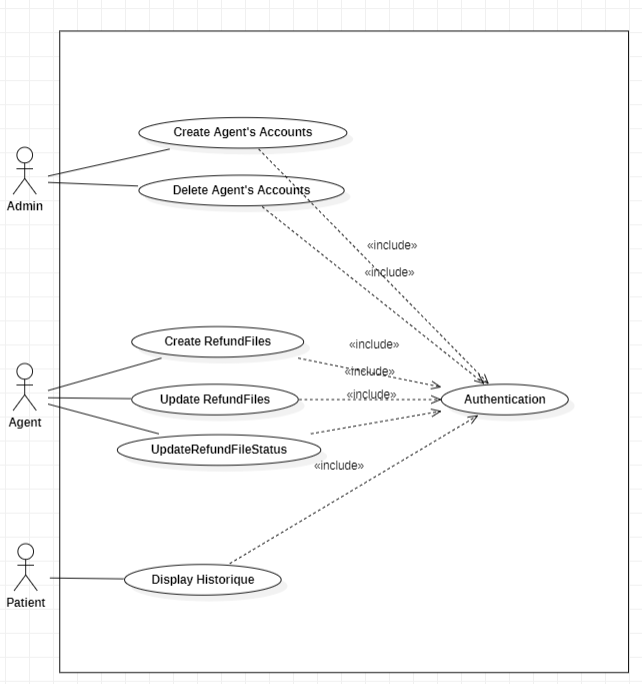 Create Agent's Accounts
Admin
Delete Agent's Accounts
«include»
«include»
Create RefundFiles
«include»
«include»
Agent
Update RefundFiles
«include»
Authentication
UpdateRefundFileStatus
«include»
Patient
Display Historique